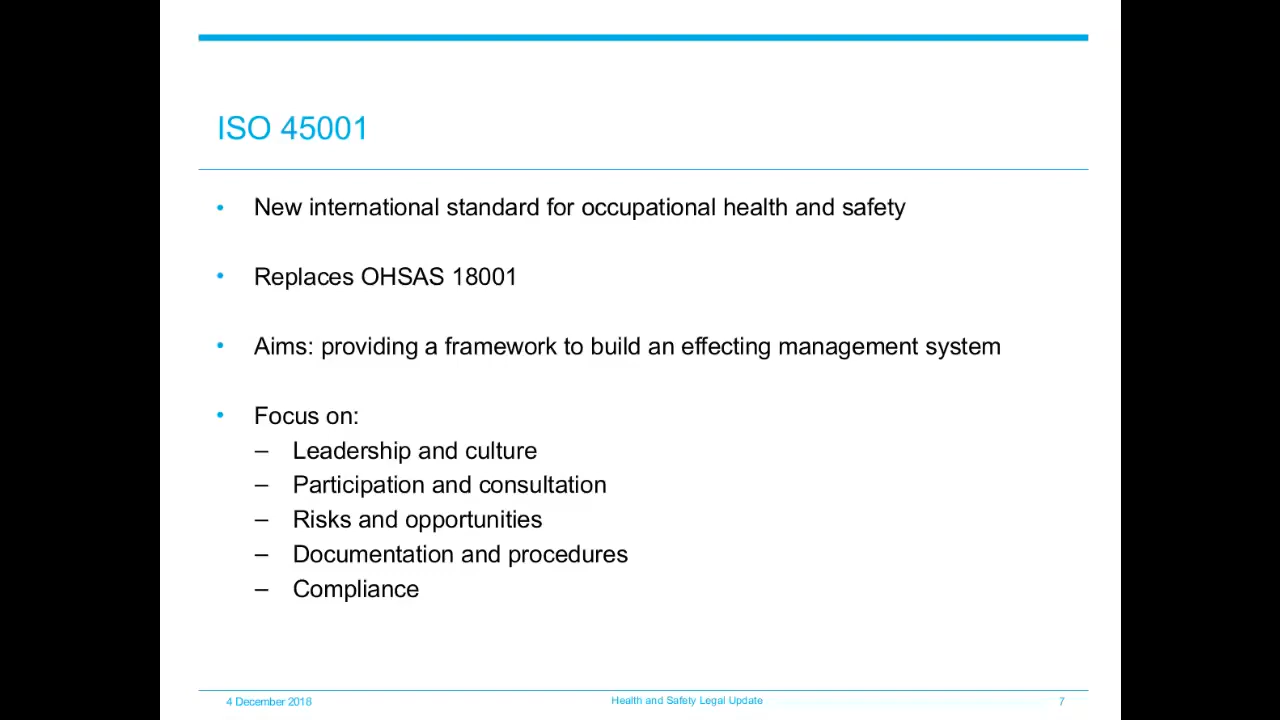 ISO 45001
• New international standard for occupational health and safety
• Replaces OHSAS 18001
• Aims: providing a framework to build an effecting management system
• Focus on:
– Leadership and culture
– Participation and consultation
– Risks and opportunities
– Documentation and procedures
– Compliance
4 December 2018 Health and Safety Legal Update 7